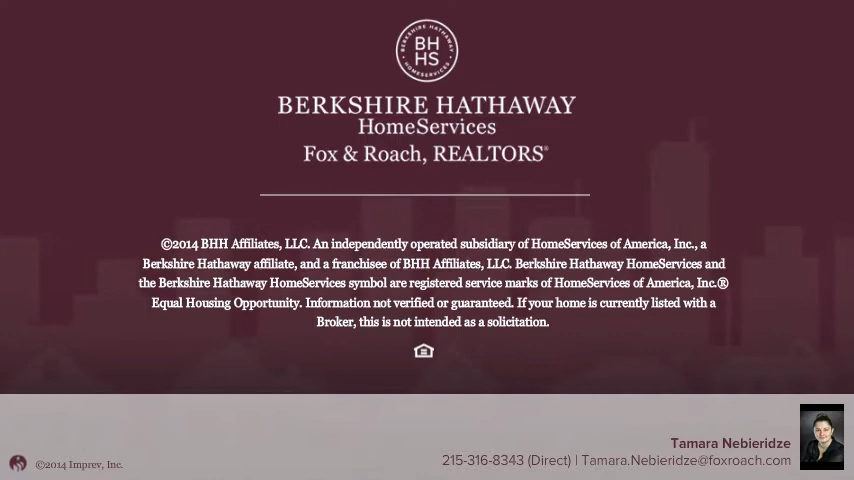 BERKSHIRE HATHAWAY
HOMESERVICES
BH
HS
BERKSHIRE HATHAWAY
HomeServices
Fox & Roach, REALTORS®
©2014 BHH Affiliates, LLC. An independently operated subsidiary of HomeServices of America, Inc., a
Berkshire Hathaway affiliate, and a franchisee of BHH Affiliates, LLC. Berkshire Hathaway HomeServices and
the Berkshire Hathaway HomeServices symbol are registered service marks of HomeServices of America, Inc.®
Equal Housing Opportunity. Information not verified or guaranteed. If your home is currently listed with a
Broker, this is not intended as a solicitation.
Tamara Nebieridze
215-316-8343 (Direct) | Tamara.Nebieridze@foxroach.com
©2014 Imprev, Inc.